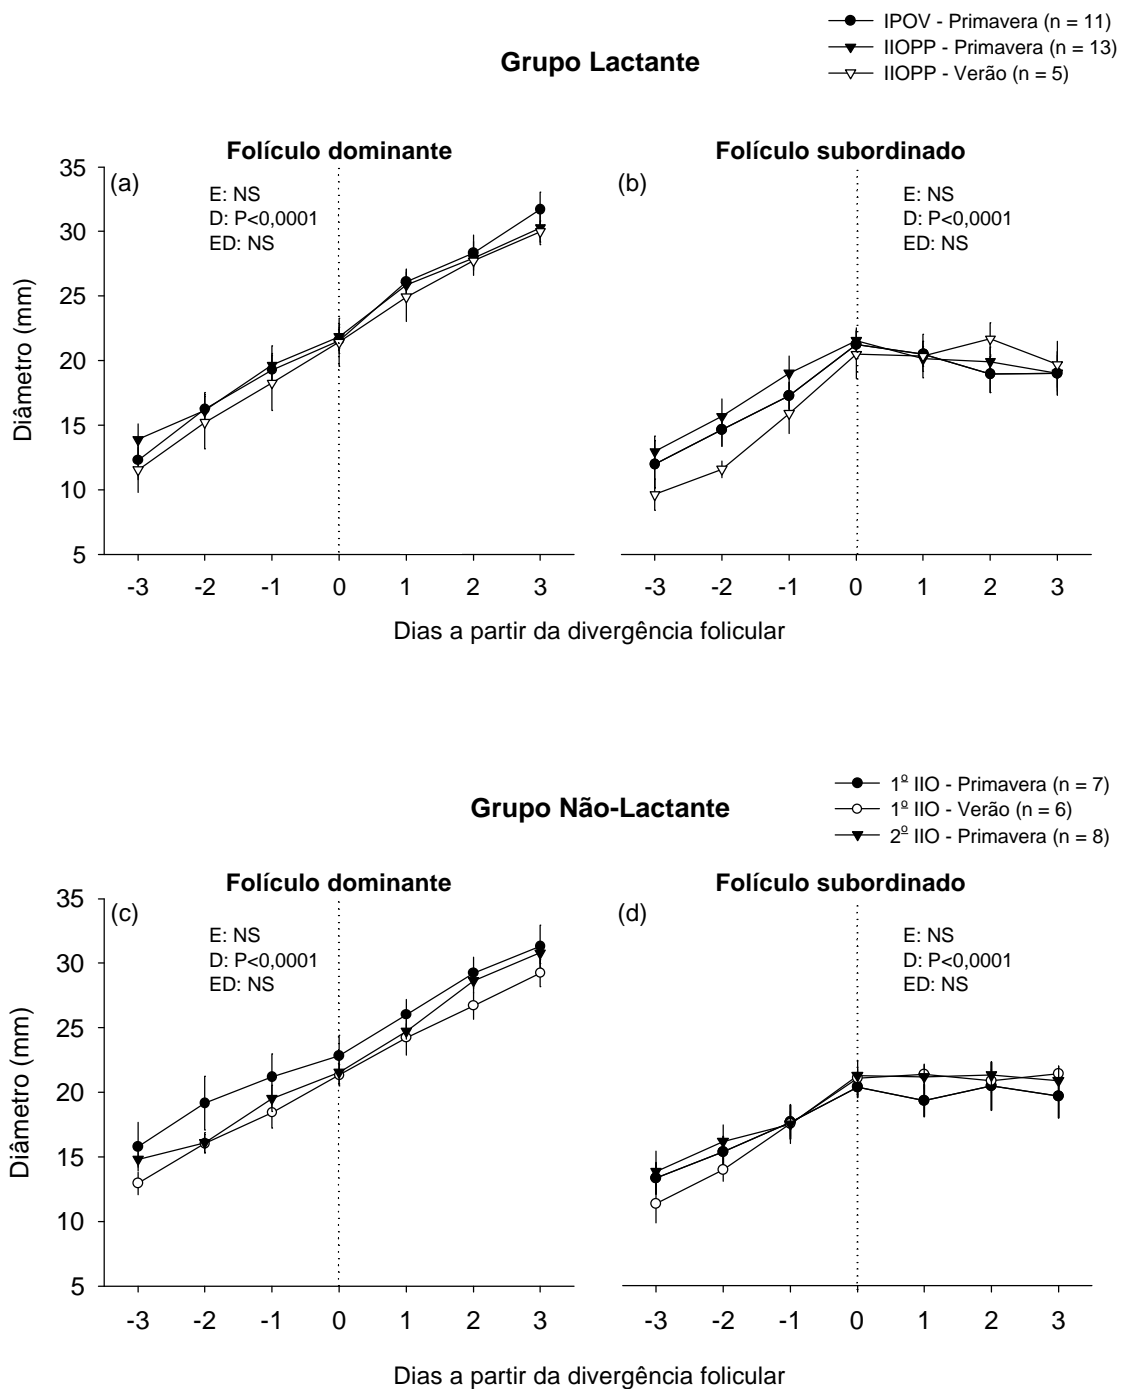 IPOV - Primavera (n = 11)
IIOPP - Primavera (n = 13)
IIOPP - Verão (n = 5)
Grupo Lactante
Folículo dominante
Folículo subordinado
(a)
E: NS
D: P<0,0001
ED: NS
(b)
E: NS
D: P<0,0001
ED: NS
Diâmetro (mm)
35
30
25
20
15
10
5
-3 -2 -1 0 1 2 3
-3 -2 -1 0 1 2 3
Dias a partir da divergência folicular
1º IIO - Primavera (n = 7)
1º IIO - Verão (n = 6)
2º IIO - Primavera (n = 8)
Grupo Não-Lactante
Folículo dominante
Folículo subordinado
(c)
E: NS
D: P<0,0001
ED: NS
(d)
E: NS
D: P<0,0001
ED: NS
Diâmetro (mm)
35
30
25
20
15
10
5
-3 -2 -1 0 1 2 3
-3 -2 -1 0 1 2 3
Dias a partir da divergência folicular